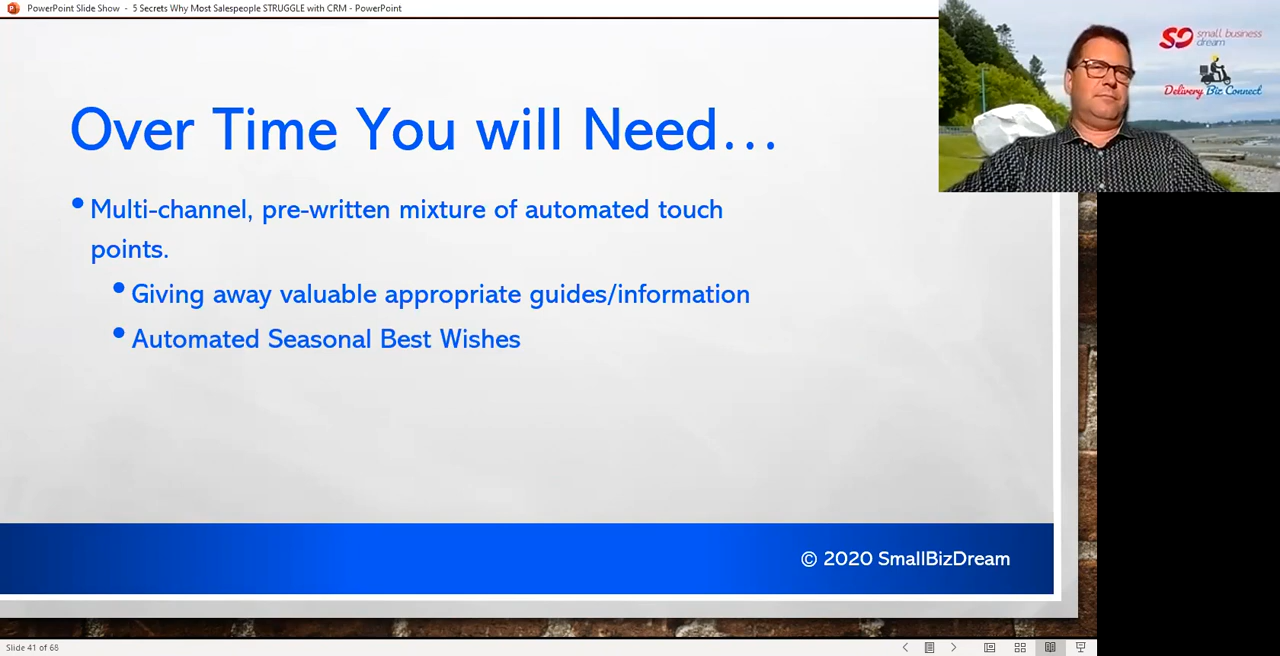 PowerPoint Slide Show - 5 Secrets Why Most Salespeople STRUGGLE with CRM - PowerPoint
small business
dream
Delivery Biz Connect
Over Time You will Need...
• Multi-channel, pre-written mixture of automated touch
points.
• Giving away valuable appropriate guides/information
• Automated Seasonal Best Wishes
© 2020 SmallBizDream
Slide 41 of 68